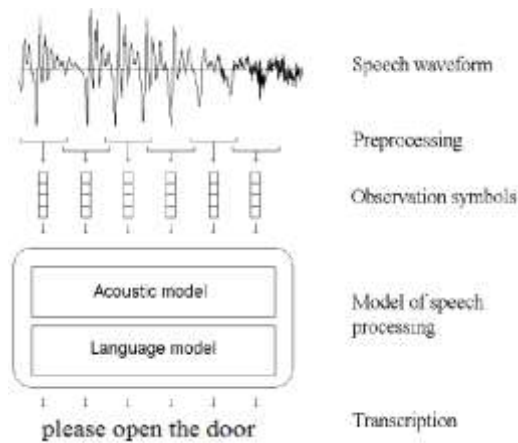 Speech waveform
Preprocessing
Observation symbols
Acoustic model
Language model
Model of speech
processing
please open the door
Transcription